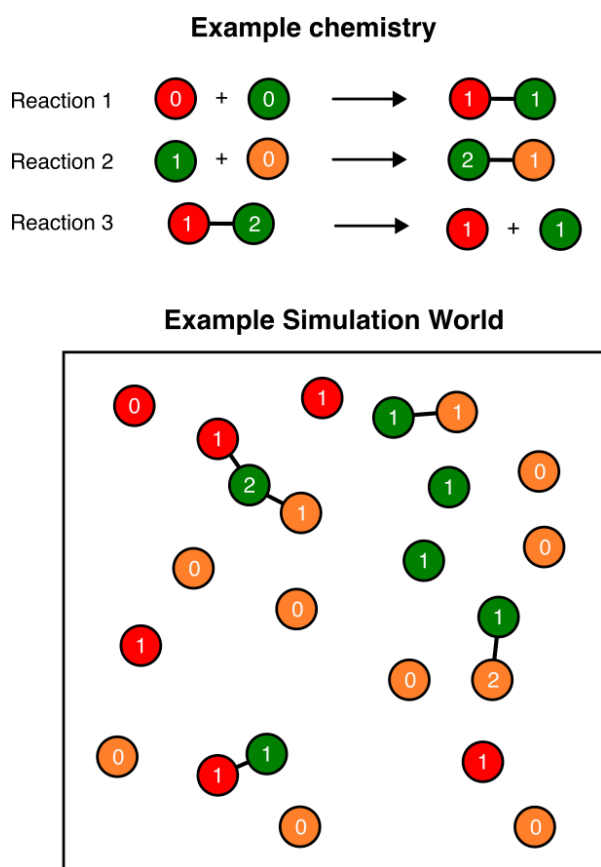 Example chemistry
Reaction 1 0 + 0 1 1
Reaction 2 1 + 0 2 1
Reaction 3 1 2 1 + 1
Example Simulation World
0 1 1 1
1
2 1 0
1
0 1 0
0 1
1 0 2
0 1 1 1
0 0